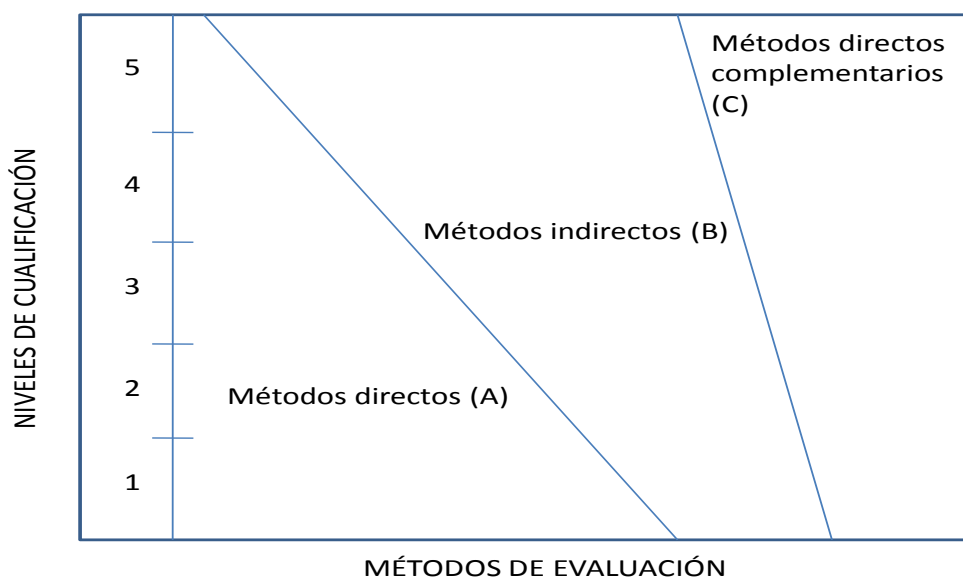 NIVELES DE CUALIFICACIÓN
5
4
3
2
1
Métodos directos
complementarios
(C)
Métodos indirectos (B)
Métodos directos (A)
MÉTODOS DE EVALUACIÓN